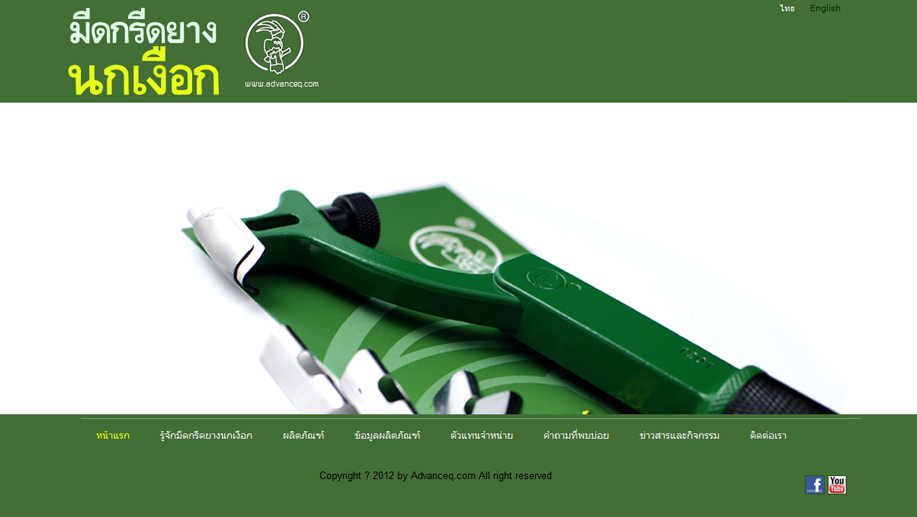 ไทย English
มีดกรีดยาง
นกเงือก
®
www.advanceq.com
®
หน้าแรก รู้จักมีดกรีดยางนกเงือก ผลิตภัณฑ์ ข้อมูลผลิตภัณฑ์ ตัวแทนจำหน่าย คำถามที่พบบ่อย ข่าวสารและกิจกรรม ติดต่อเรา
Copyright ? 2012 by Advanceq.com All right reserved
f You Tube